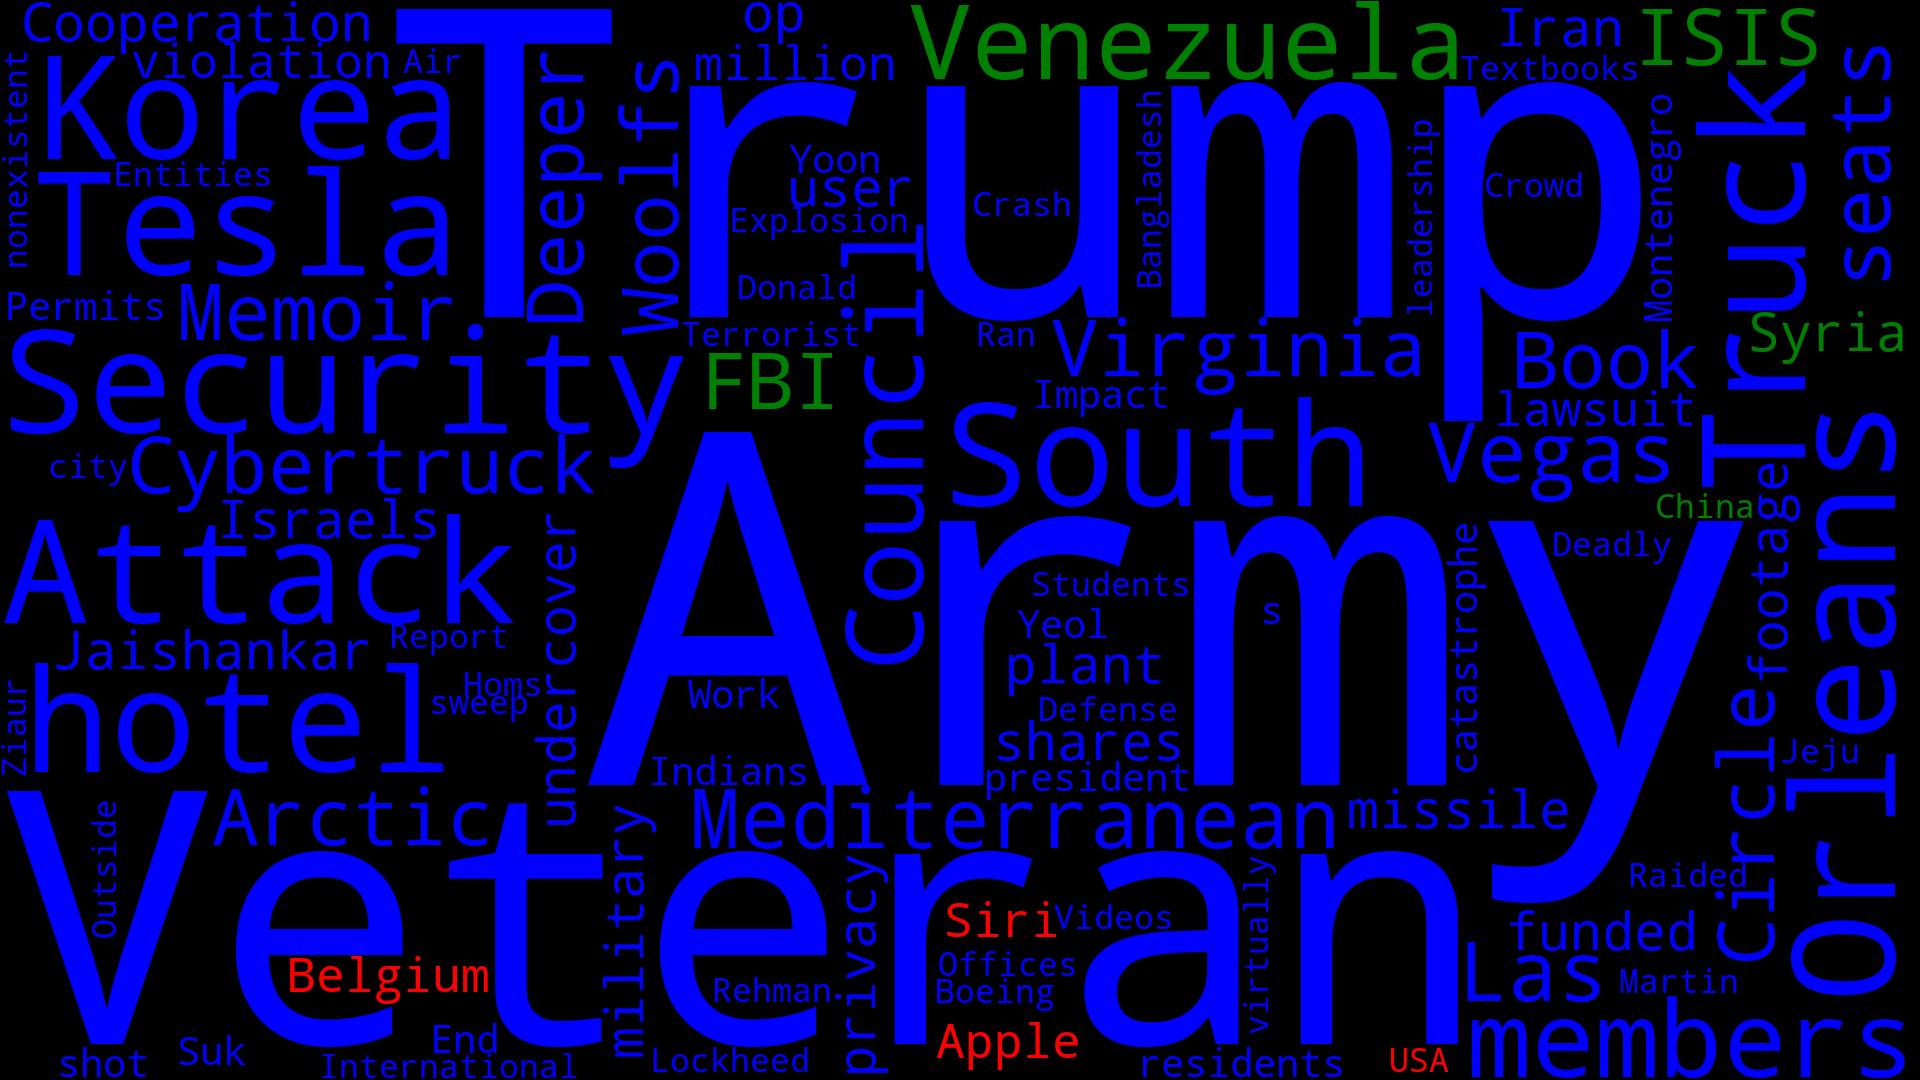 Cooperation
op
Venezuela
Iran
ISIS
violation
Air
million
Textbooks
nonexistent
Korea
Trump
Deeper
Woolfs
Truck
seats
Entities
Yoon
user
Explosion
Crash
Bangladesh
leadership
Crowd
Montenegro
Tesla
Permits
Memoir
Donald
Terrorist
Council
Ran
Virginia
Syria
Security
FBI
Impact
Book
lawsuit
city
Cybertruck
South
Vegas
Orleans
Israels
Attack
undercover
Army
China
footage
Deadly
Students
s
Yeol
catastrophe
Jaishankar
Report
plant
Homs
sweep
Work
Defense
Ziaur
hotel
Indians
shares
president
Circle
Jeju
Outside
Arctic
Mediterranean
missile
Veteran
military
privacy
virtually
Raided
Siri
Videos
funded
Belgium
Offices
Las
Martin
Rehman
Boeing
members
shot
Suk
End
International
Lockheed
Apple
residents
USA